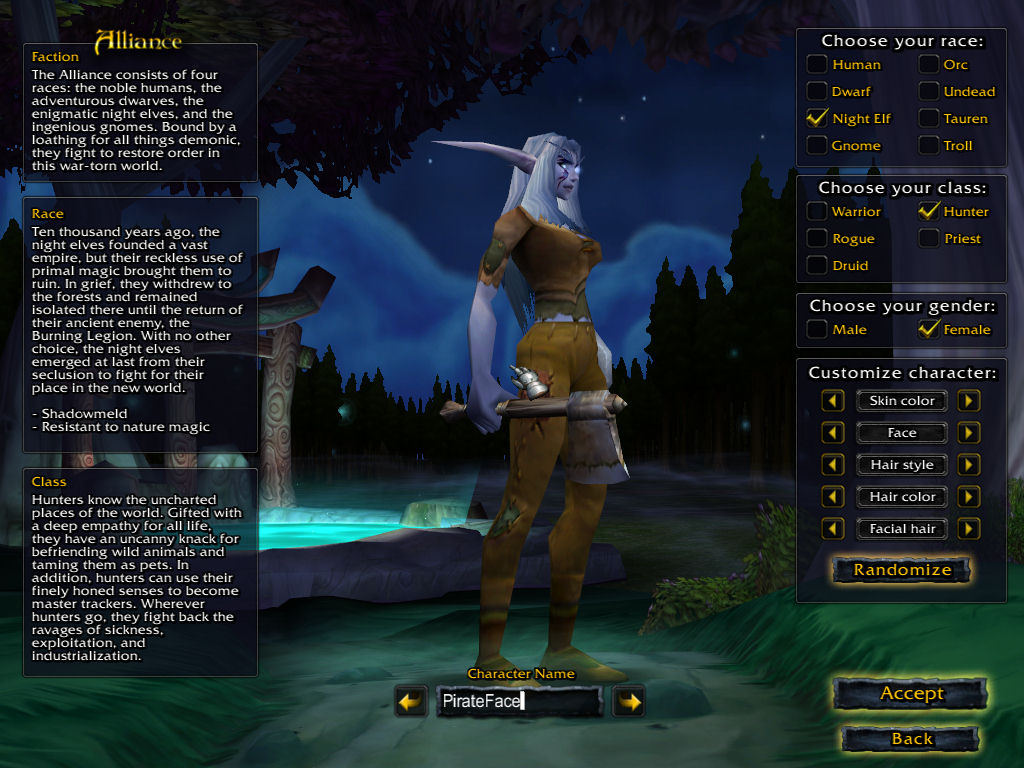 Alliance
Faction
The Alliance consists of four
races: the noble humans, the
adventurous dwarves, the
enigmatic night elves, and the
ingenious gnomes. Bound by a
loathing for all things demonic,
they fight to restore order in
this war-torn world.
Race
Ten thousand years ago, the
night elves founded a vast
empire, but their reckless use of
primal magic brought them to
ruin. In grief, they withdrew to
the forests and remained
isolated there until the return of
their ancient enemy, the
Burning Legion. With no other
choice, the night elves
emerged at last from their
seclusion to fight for their
place in the new world.
- Shadowmeld
- Resistant to nature magic
Class
Hunters know the uncharted
places of the world. Gifted with
a deep empathy for all life,
they have an uncanny knack for
befriending wild animals and
taming them as pets. In
addition, hunters can use their
finely honed senses to become
master trackers. Wherever
hunters go, they fight back the
ravages of sickness,
exploitation, and
industrialization.
Character Name
PirateFace
Choose your race:
Human Orc
Dwarf Undead
Night Elf Tauren
Gnome Troll
Choose your class:
Warrior Hunter
Rogue Priest
Druid
Choose your gender:
Male Female
Customize character:
Skin color
Face
Hair style
Hair color
Facial hair
Randomize
Accept
Back